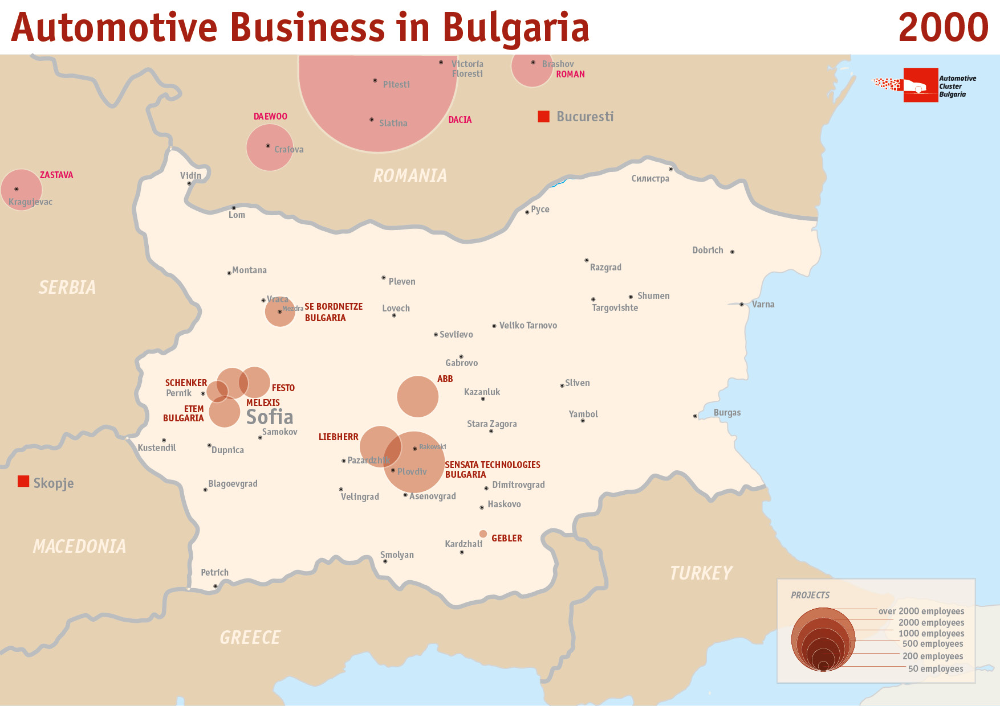 Automotive Business in Bulgaria
2000
Victoria
Floresti
Brashov
ROMAN
Pitesti
Automotive
Cluster
Bulgaria
DAEWOO
Slatina
DACIA
Bucuresti
Craiova
ZASTAVA
Kragujevac
Vidin
ROMANIA
Силистра
Lom
Русе
Dobrich
Montana
Razgrad
SERBIA
Pleven
Vraca
Mezdra
SE BORDNETZE
BULGARIA
Lovech
Targovishte
Shumen
Varna
Veliko Tarnovo
Sevlievo
Gabrovo
SCHENKER
Pernik
FESTO
ABB
Sliven
Kazanluk
MELEXIS
ETEM
BULGARIA
Sofia
Yambol
Burgas
Stara Zagora
Samokov
LIEBHERR
Kustendil
Dupnica
Rakovski
Pazardzhik
SENSATA TECHNOLOGIES
BULGARIA
Plovdiv
Skopje
Blagoevgrad
Dimitrovgrad
Velingrad
Asenovgrad
Haskovo
GEBLER
Kardzhali
MACEDONIA
Smolyan
Petrich
TURKEY
GREECE
PROJECTS
over 2000 employees
2000 employees
1000 employees
500 employees
200 employees
50 employees